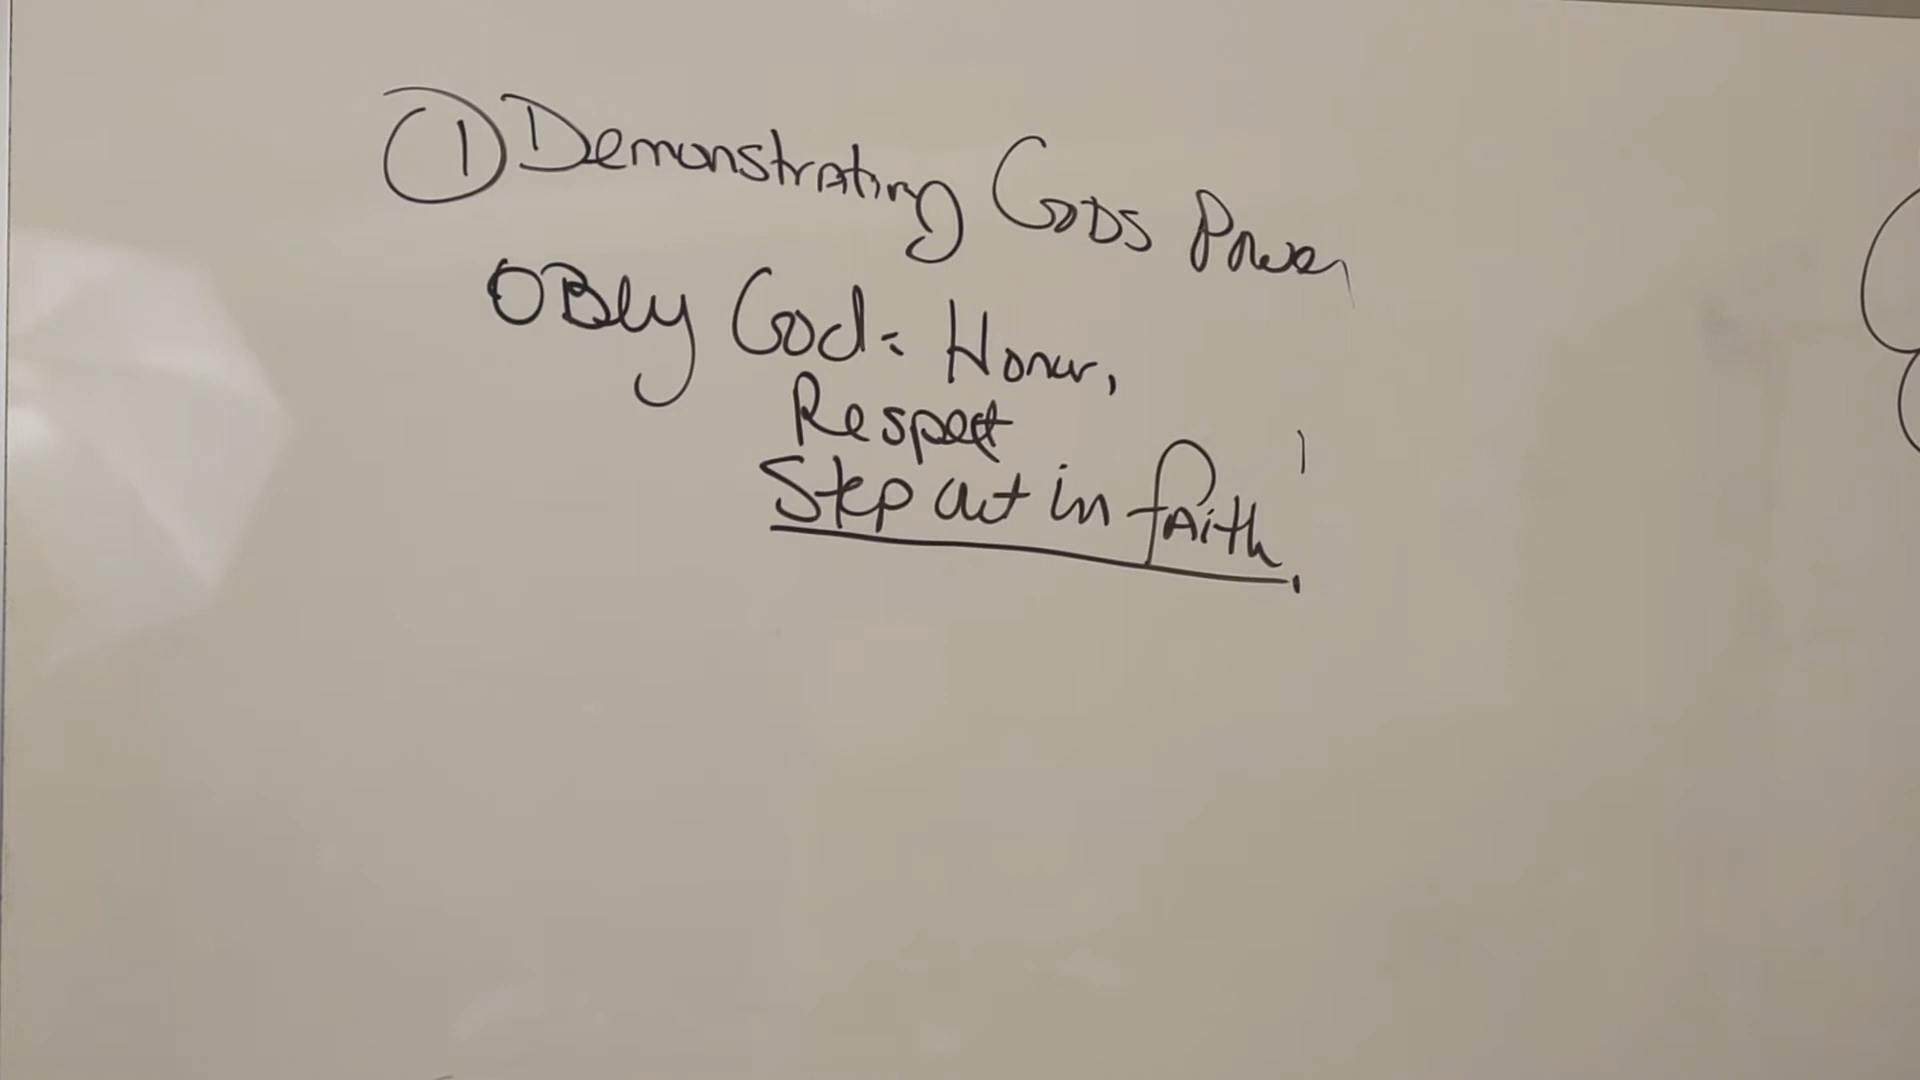 ① Demonstrating GODS Power
OBey God = Honor,
Respect
Step out in fAith!